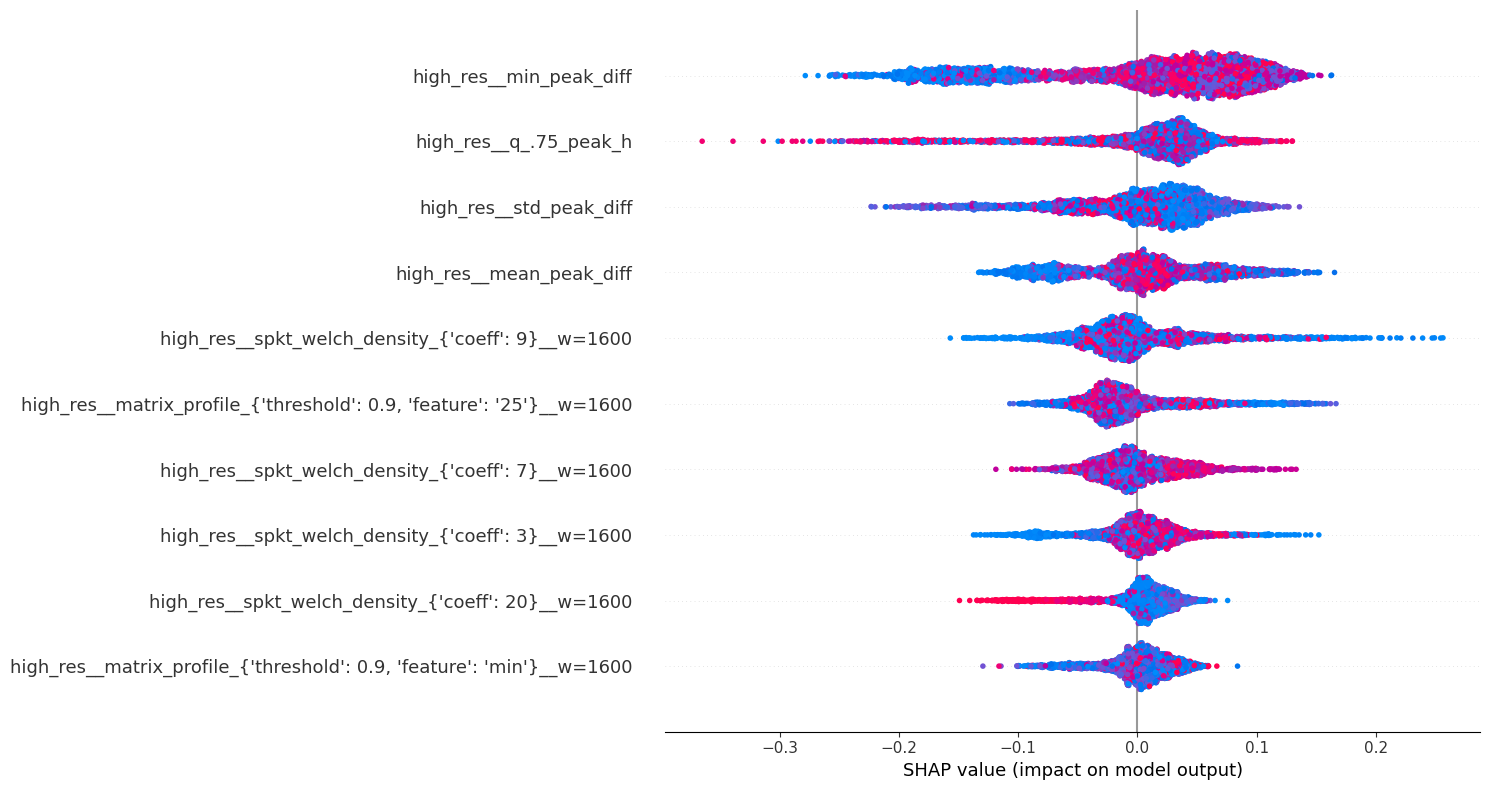 high_res__min_peak_diff
high_res__q_.75_peak_h
high_res__std_peak_diff
high_res__mean_peak_diff
high_res__spkt_welch_density_{'coeff': 9}__w=1600
high_res__matrix_profile_{'threshold': 0.9, 'feature': '25'}__w=1600
high_res__spkt_welch_density_{'coeff': 7}__w=1600
high_res__spkt_welch_density_{'coeff': 3}__w=1600
high_res__spkt_welch_density_{'coeff': 20}__w=1600
high_res__matrix_profile_{'threshold': 0.9, 'feature': 'min'}__w=1600
−0.3 −0.2 −0.1 0.0 0.1 0.2
SHAP value (impact on model output)